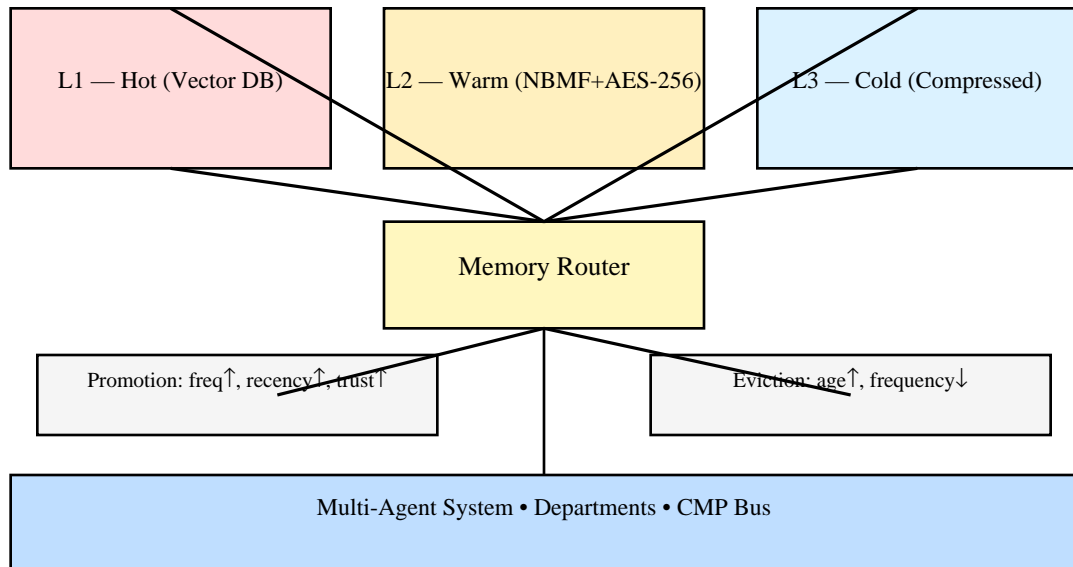 L1 — Hot (Vector DB)
L2 — Warm (NBMF+AES-256)
L3 — Cold (Compressed)
Memory Router
Promotion: freq↑, recency↑, trust↑
Eviction: age↑, frequency↓
Multi-Agent System • Departments • CMP Bus